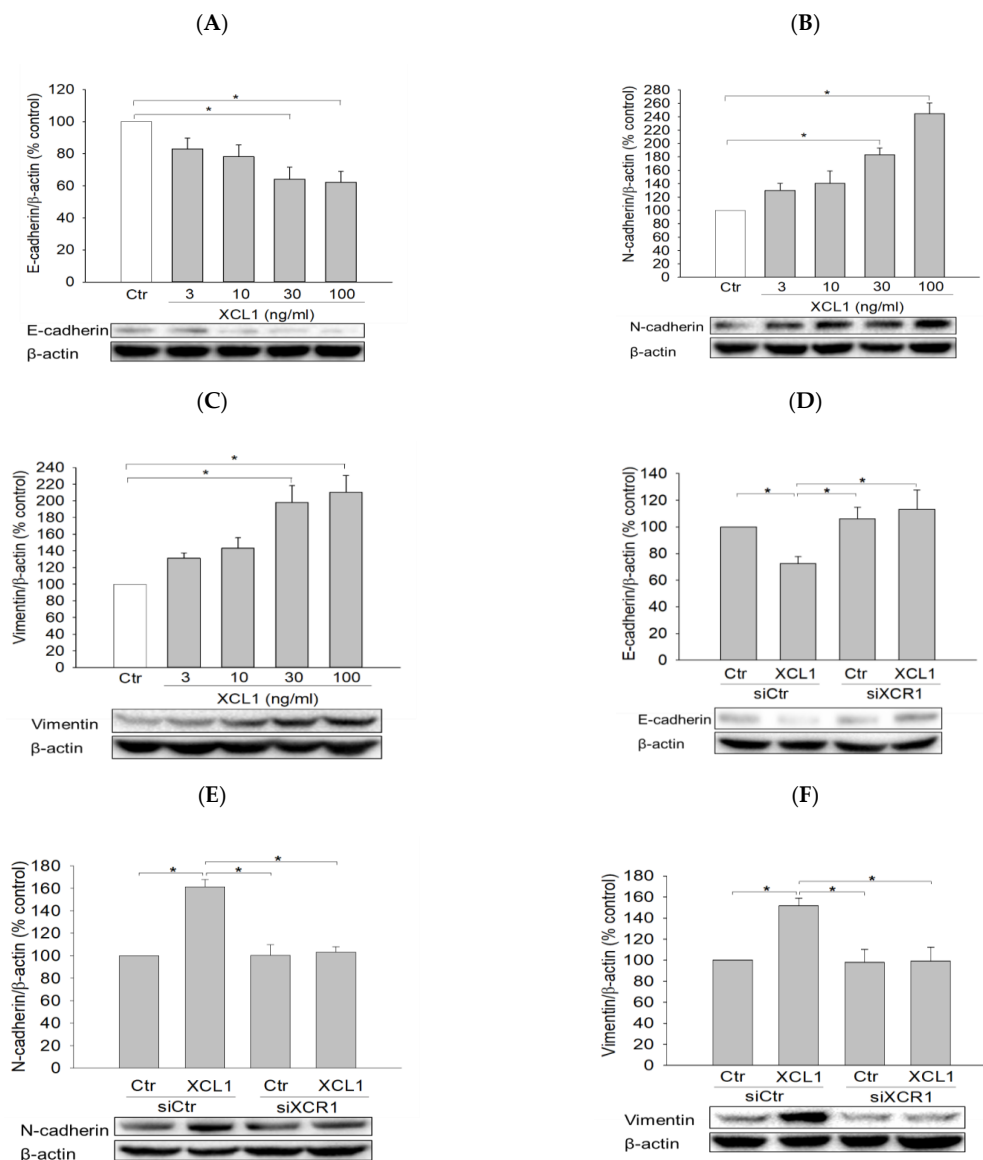 (A)
E-cadherin/β-actin (% control)
120
100
80
60
40
20
0
*
*
Ctr 3 10 30 100
XCL1 (ng/ml)
E-cadherin
β-actin
(B)
N-cadherin/β-actin (% control)
280
260
240
220
200
180
160
140
120
100
80
60
40
20
0
*
*
Ctr 3 10 30 100
XCL1 (ng/ml)
N-cadherin
β-actin
(C)
Vimentin/β-actin (% control)
240
220
200
180
160
140
120
100
80
60
40
20
0
*
*
Ctr 3 10 30 100
XCL1 (ng/ml)
Vimentin
β-actin
(D)
E-cadherin/β-actin (% control)
140
120
100
80
60
40
20
0
*
* *
Ctr XCL1 Ctr XCL1
siCtr siXCR1
E-cadherin
β-actin
(E)
N-cadherin/β-actin (% control)
180
160
140
120
100
80
60
40
20
0
*
* *
Ctr XCL1 Ctr XCL1
siCtr siXCR1
N-cadherin
β-actin
(F)
Vimentin/β-actin (% control)
180
160
140
120
100
80
60
40
20
0
*
* *
Ctr XCL1 Ctr XCL1
siCtr siXCR1
Vimentin
β-actin